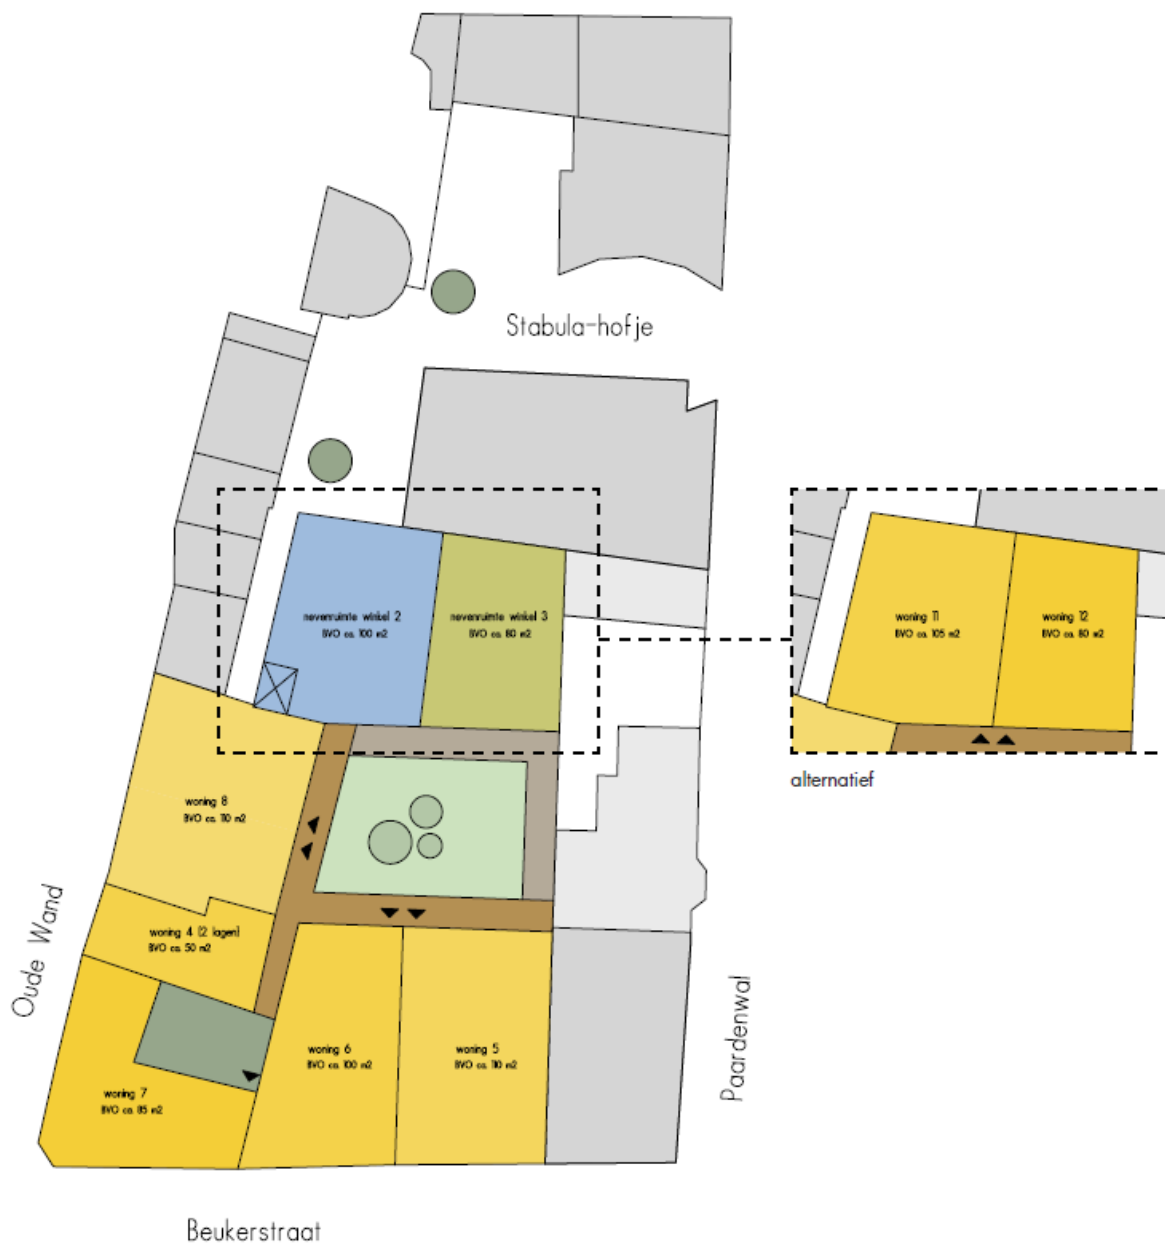 Stabula-hofje
nevenruimte winkel 2
BVO ca. 100 m2
nevenruimte winkel 3
BVO ca. 80 m2
woning 11
BVO ca. 105 m2
woning 12
BVO ca. 80 m2
alternatief
woning 8
BVO ca. 110 m2
woning 4 (2 lagen)
BVO ca. 50 m2
Oude Wand
woning 6
BVO ca. 100 m2
woning 5
BVO ca. 110 m2
Paardenwal
woning 7
BVO ca. 85 m2
Beukerstraat